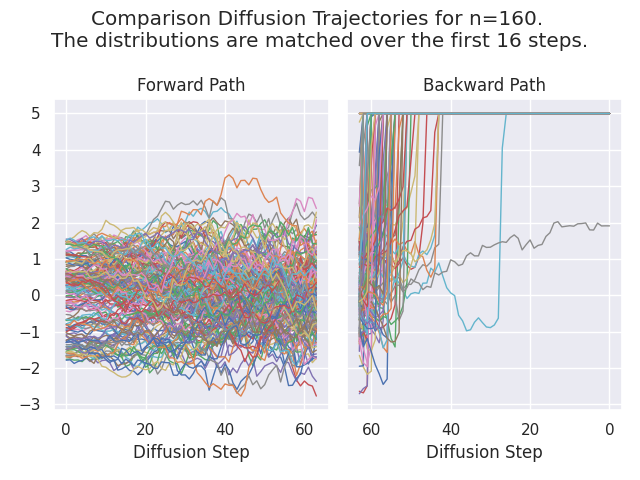 Comparison Diffusion Trajectories for n=160.
The distributions are matched over the first 16 steps.
Forward Path
Backward Path
5
4
3
2
1
0
−1
−2
−3
0 20 40 60
60 40 20 0
Diffusion Step
Diffusion Step